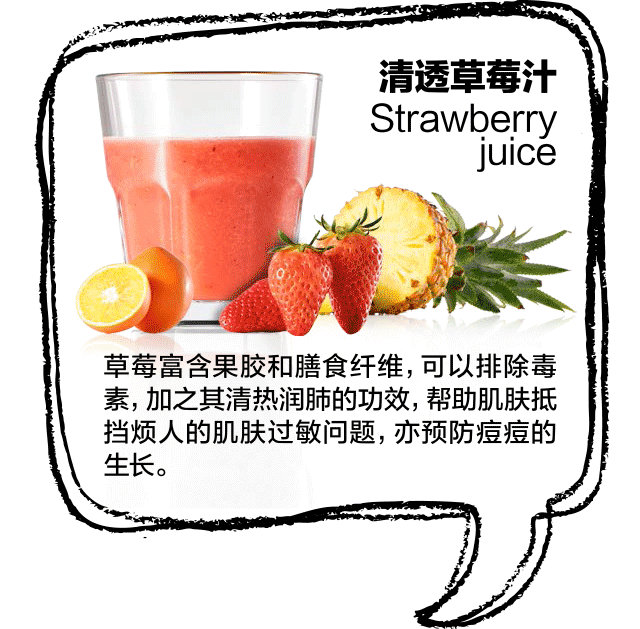 清透草莓汁
Strawberry
juice
草莓富含果胶和膳食纤维，可以排除毒
素，加之其清热润肺的功效，帮助肌肤抵
挡烦人的肌肤过敏问题，亦预防痘痘的
生长。